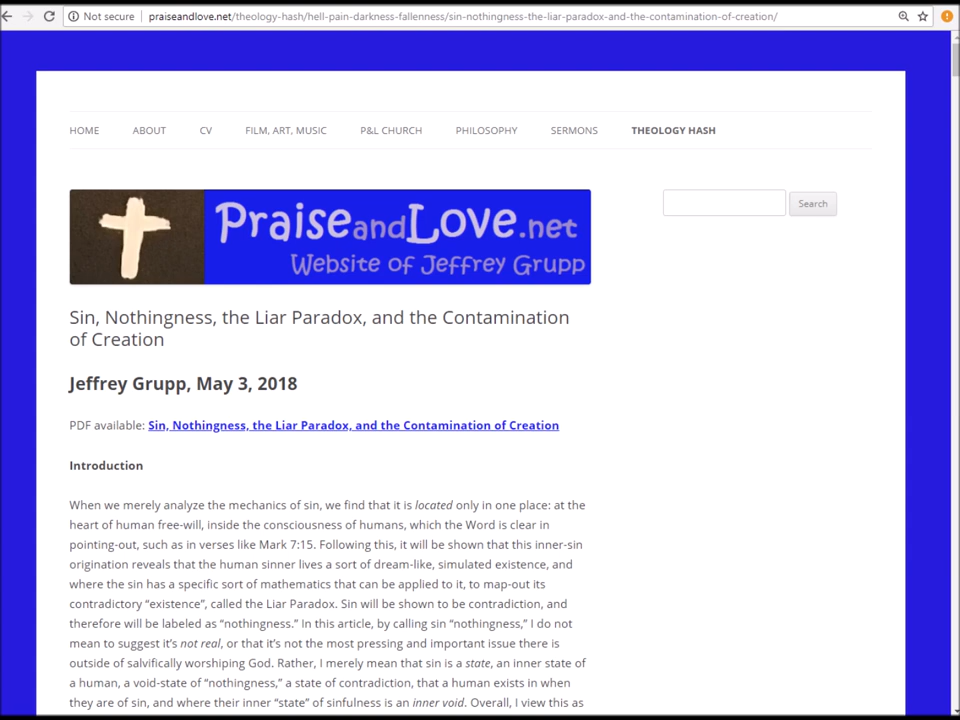 Not secure praiseandlove.net/theology-hash/hell-pain-darkness-fallenness/sin-nothingness-the-liar-paradox-and-the-contamination-of-creation/
HOME ABOUT CV FILM, ART, MUSIC P&L CHURCH PHILOSOPHY SERMONS THEOLOGY HASH
PraiseandLove.net
Website of Jeffrey Grupp
Search
Sin, Nothingness, the Liar Paradox, and the Contamination
of Creation
Jeffrey Grupp, May 3, 2018
PDF available: Sin, Nothingness, the Liar Paradox, and the Contamination of Creation
Introduction
When we merely analyze the mechanics of sin, we find that it is located only in one place: at the
heart of human free-will, inside the consciousness of humans, which the Word is clear in
pointing-out, such as in verses like Mark 7:15. Following this, it will be shown that this inner-sin
origination reveals that the human sinner lives a sort of dream-like, simulated existence, and
where the sin has a specific sort of mathematics that can be applied to it, to map-out its
contradictory “existence”, called the Liar Paradox. Sin will be shown to be contradiction, and
therefore will be labeled as “nothingness.” In this article, by calling sin “nothingness,” I do not
mean to suggest it’s not real, or that it’s not the most pressing and important issue there is
outside of salvifically worshiping God. Rather, I merely mean that sin is a state, an inner state of
a human, a void-state of “nothingness,” a state of contradiction, that a human exists in when
they are of sin, and where their inner “state” of sinfulness is an inner void. Overall, I view this as